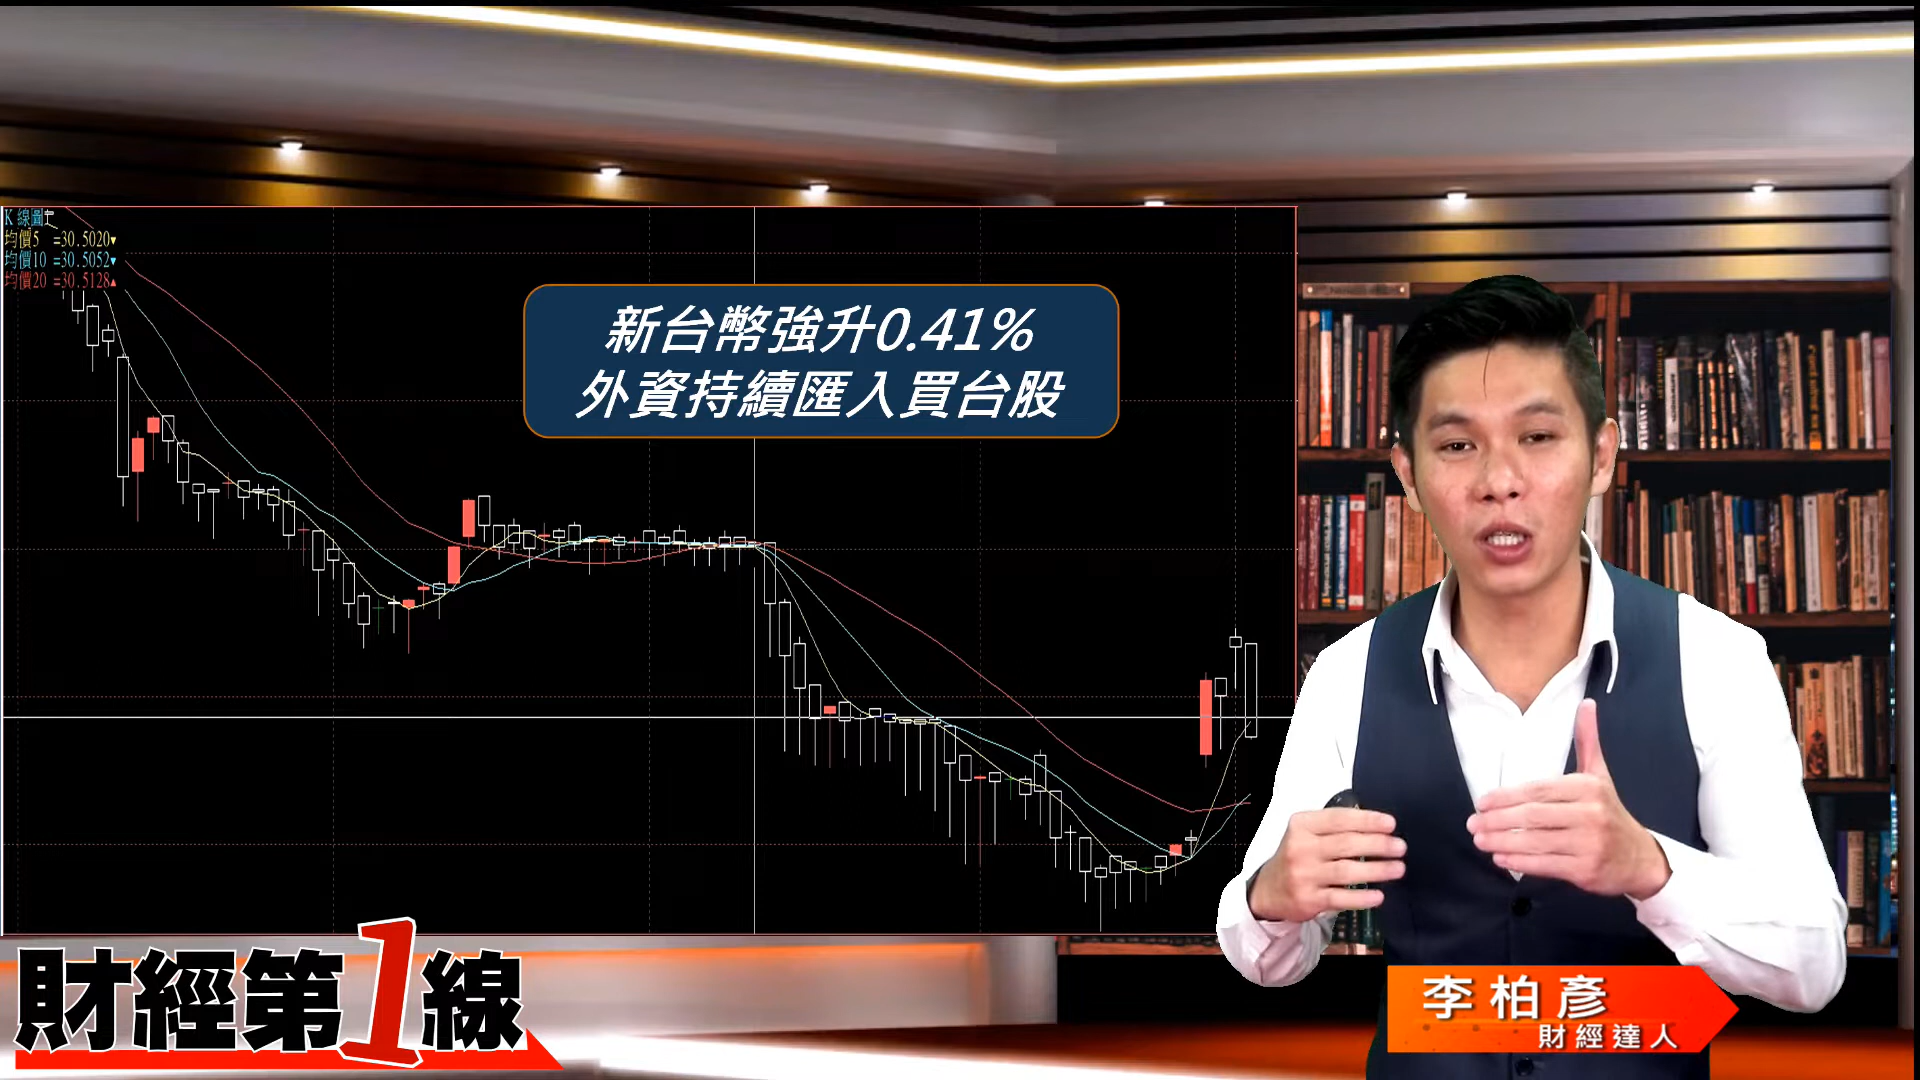 K 線圖
均價5 =30.5020▼
均價10 =30.5052▼
均價20 =30.5128▲
新台幣強升0.41%
外資持續匯入買台股
財經第1線
李柏彥
財經達人